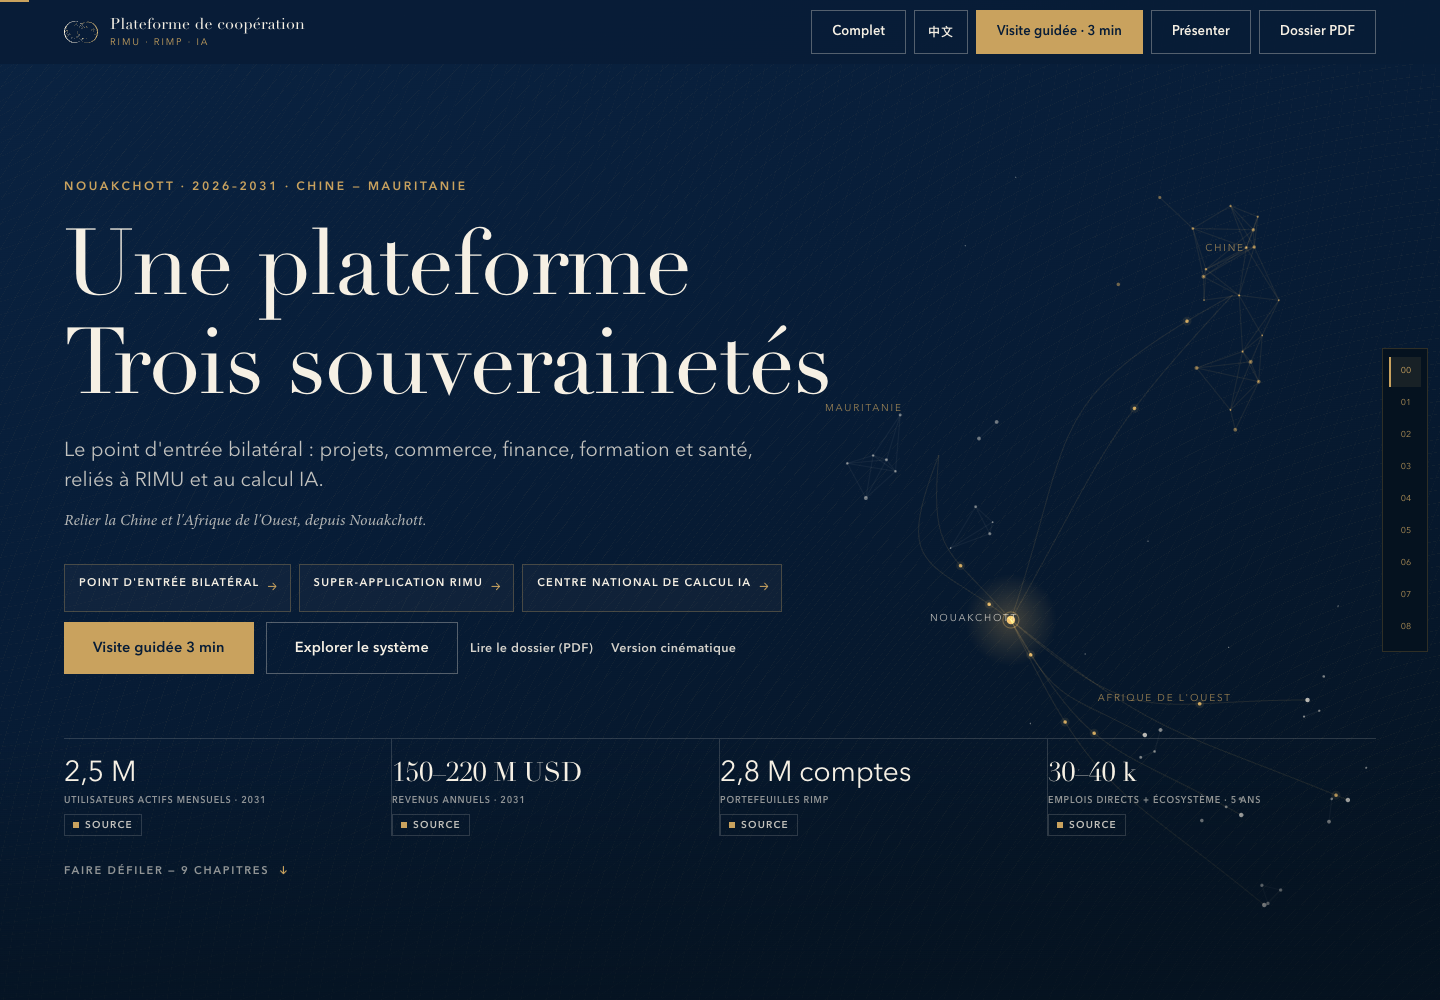 Plateforme de coopération
RIMU · RIMP · IA
Complet
中文
Visite guidée · 3 min
Présenter
Dossier PDF
NOUAKCHOTT · 2026–2031 · CHINE — MAURITANIE
Une plateforme
Trois souverainetés
Le point d'entrée bilatéral : projets, commerce, finance, formation et santé,
reliés à RIMU et au calcul IA.
Relier la Chine et l'Afrique de l'Ouest, depuis Nouakchott.
POINT D'ENTRÉE BILATÉRAL →
SUPER-APPLICATION RIMU →
CENTRE NATIONAL DE CALCUL IA →
Visite guidée 3 min
Explorer le système
Lire le dossier (PDF)
Version cinématique
CHINE
MAURITANIE
NOUAKCHOTT
AFRIQUE DE L'OUEST
00
01
02
03
04
05
06
07
08
2,5 M
UTILISATEURS ACTIFS MENSUELS · 2031
SOURCE
150–220 M USD
REVENUS ANNUELS · 2031
SOURCE
2,8 M comptes
PORTEFEUILLES RIMP
SOURCE
30–40 k
EMPLOIS DIRECTS + ÉCOSYSTÈME · 5 ANS
SOURCE
FAIRE DÉFILER — 9 CHAPITRES ↓